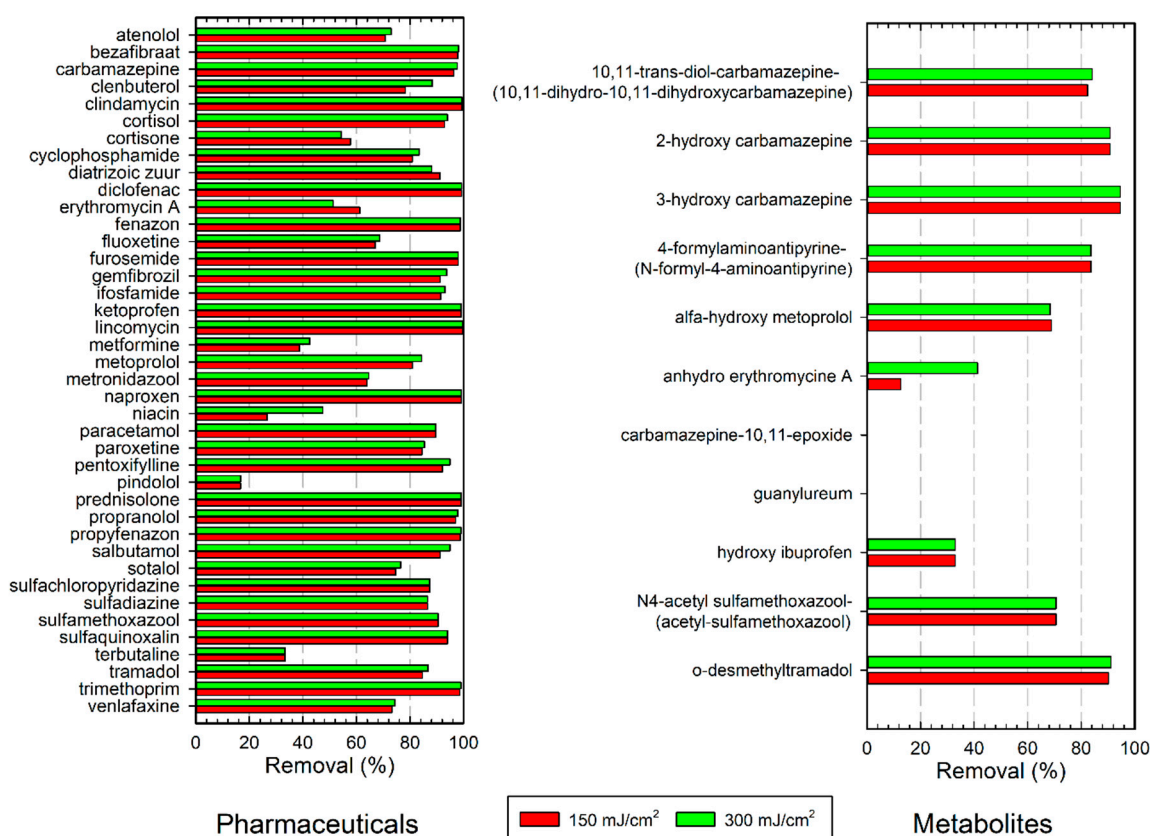 atenolol
bezafibraat
carbamazepine
clenbuterol
clindamycin
cortisol
cortisone
cyclophosphamide
diatrizoic zuur
diclofenac
erythromycin A
fenazon
fluoxetine
furosemide
gemfibrozil
ifosfamide
ketoprofen
lincomycin
metformine
metoprolol
metronidazool
naproxen
niacin
paracetamol
paroxetine
pentoxifylline
pindolol
prednisolone
propranolol
propyfenazon
salbutamol
sotalol
sulfachloropyridazine
sulfadiazine
sulfamethoxazool
sulfaquinoxalin
terbutaline
tramadol
trimethoprim
venlafaxine
0 20 40 60 80 100
Removal (%)
Pharmaceuticals
10,11-trans-diol-carbamazepine-
(10,11-dihydro-10,11-dihydroxycarbamazepine)
2-hydroxy carbamazepine
3-hydroxy carbamazepine
4-formylaminoantipyrine-
(N-formyl-4-aminoantipyrine)
alfa-hydroxy metoprolol
anhydro erythromycine A
carbamazepine-10,11-epoxide
guanylureum
hydroxy ibuprofen
N4-acetyl sulfamethoxazool-
(acetyl-sulfamethoxazool)
o-desmethyltramadol
0 20 40 60 80 100
Removal (%)
Metabolites
150 mJ/cm² 300 mJ/cm²